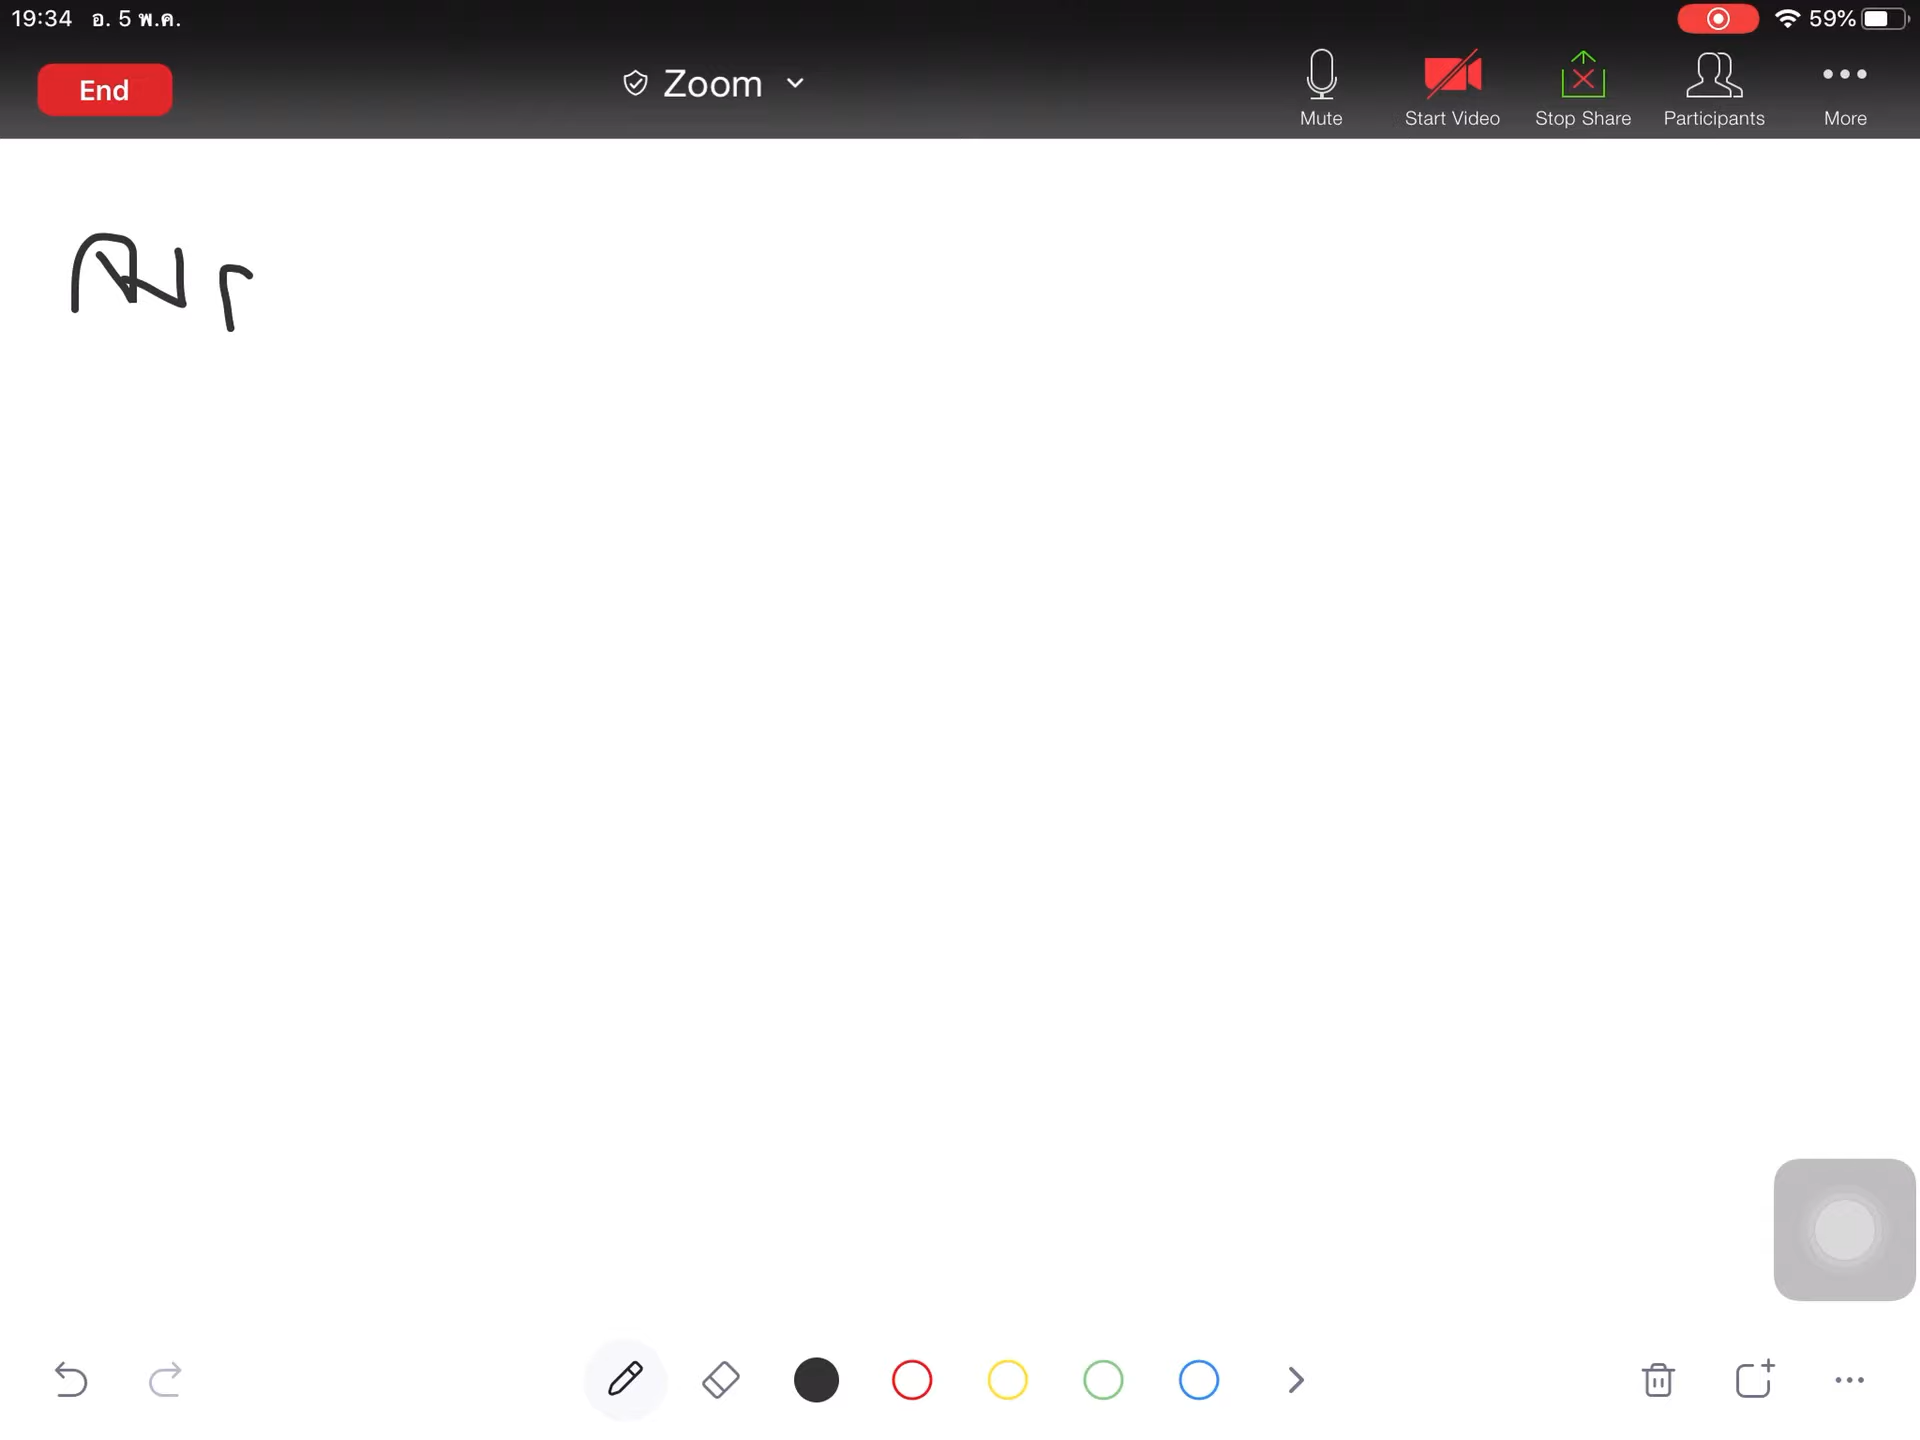 19:34 อ. 5 พ.ค. 59%
End Zoom
Mute Start Video Stop Share Participants More